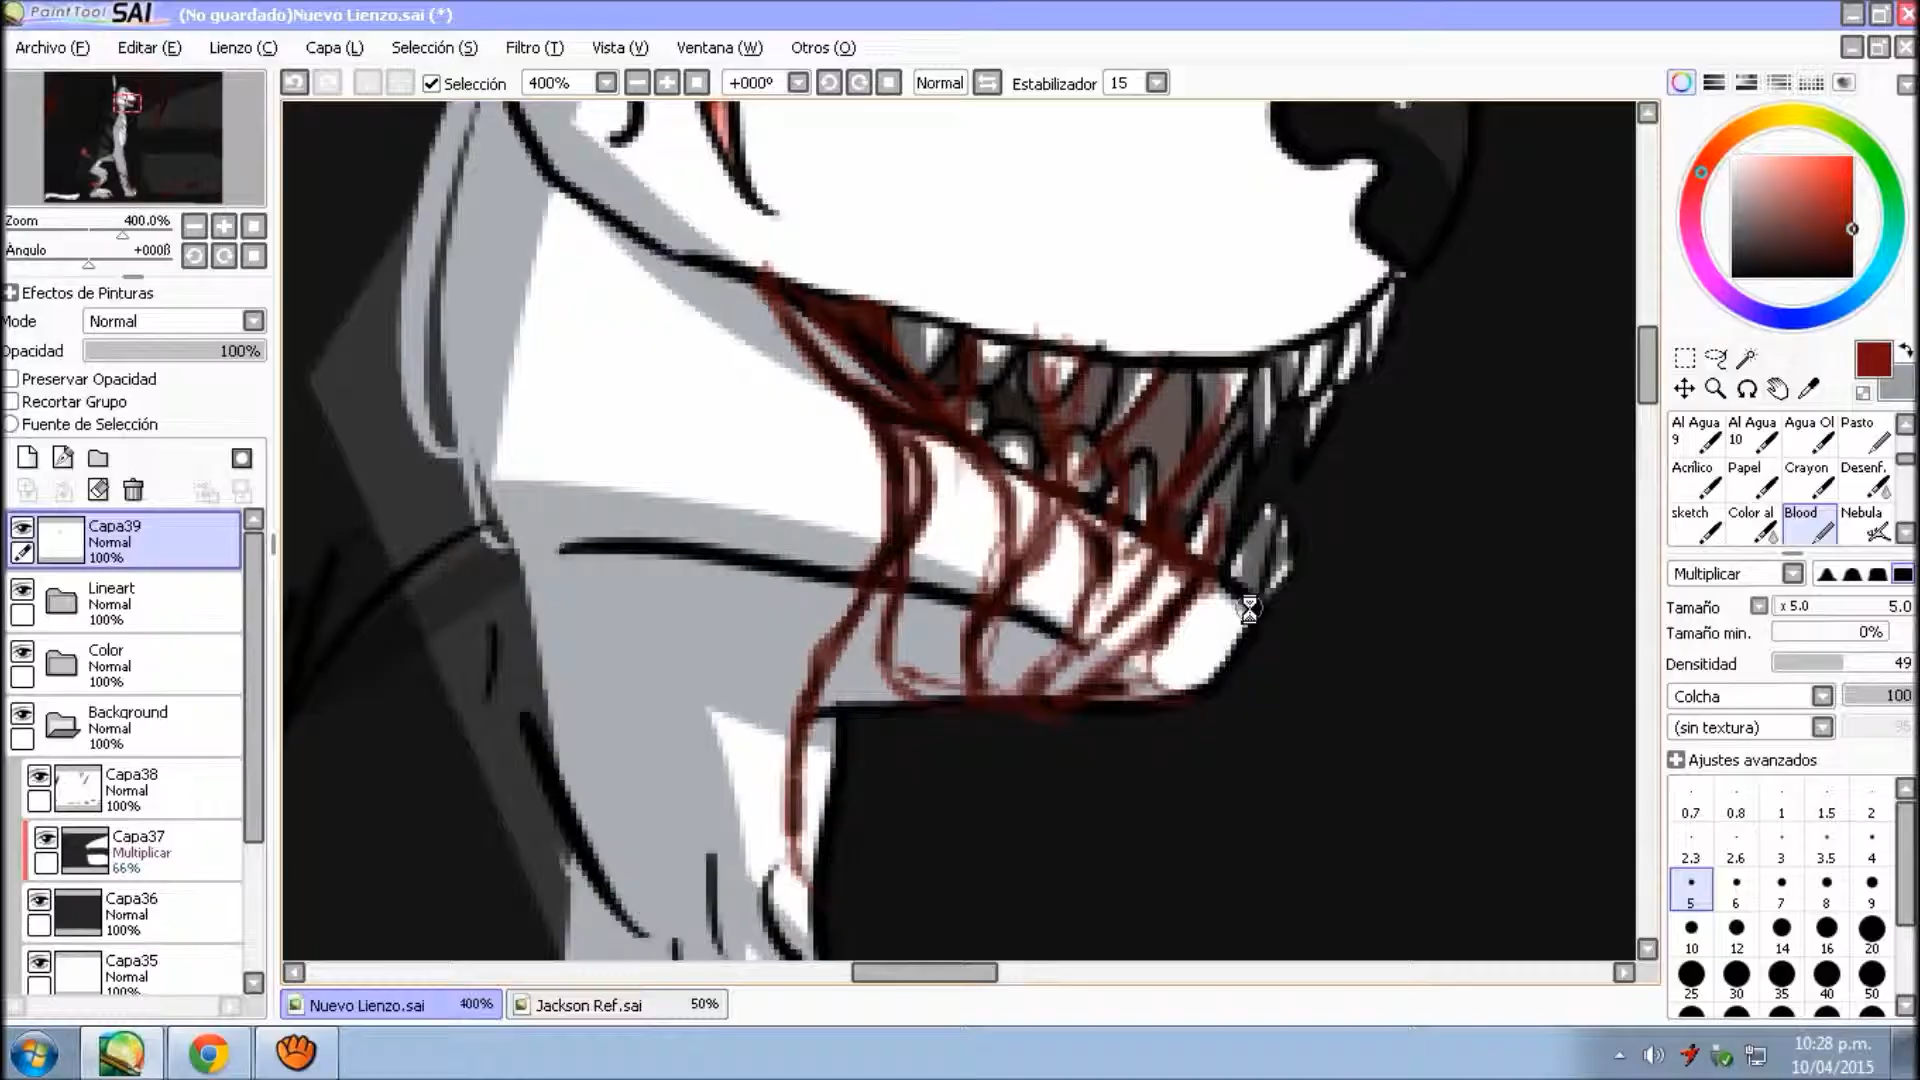 PaintTool SAI (No guardado)Nuevo Lienzo.sai (*)
Archivo (F) Editar (E) Lienzo (C) Capa (L) Selección (S) Filtro (T) Vista (V) Ventana (W) Otros (O)
Selección 400% +000º Normal Estabilizador 15
Zoom 400.0%
Ángulo +000ß
Efectos de Pinturas
Mode Normal
Opacidad 100%
Preservar Opacidad
Recortar Grupo
Fuente de Selección
Capa39
Normal
100%
Lineart
Normal
100%
Color
Normal
100%
Background
Normal
100%
Capa38
Normal
100%
Capa37
Multiplicar
66%
Capa36
Normal
100%
Capa35
Normal
100%
Nuevo Lienzo.sai 400% Jackson Ref.sai 50%
Al Agua 9 Al Agua 10 Agua Ol Pasto
Acrílico Papel Crayon Desenf.
sketch Color al Blood Nebula
Multiplicar
Tamaño x 5.0 5.0
Tamaño min. 0%
Densitidad 49
Colcha 100
(sin textura) 95
Ajustes avanzados
0.7 0.8 1 1.5 2
2.3 2.6 3 3.5 4
5 6 7 8 9
10 12 14 16 20
25 30 35 40 50
10:28 p.m.
10/04/2015